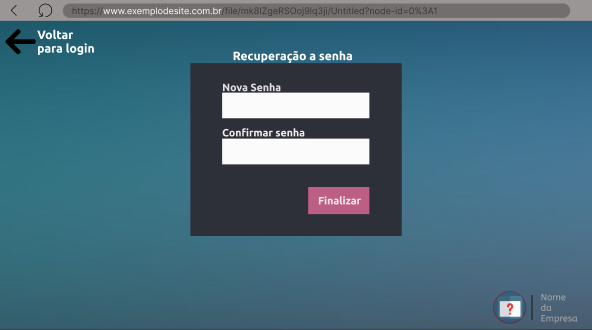 https://www.exemplodesite.com.br/file/mk8IZgeRSOoj9lq3ji/Untitled?node-id=0%3A1
Voltar
para login
Recuperação a senha
Nova Senha
Confirmar senha
Finalizar
?
Nome
da
Empresa